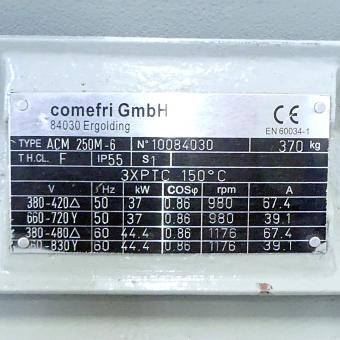 comefri GmbH
84030 Ergolding
CE
EN 60034-1
TYPE ACM 250M-6 N° 10084030 370 kg
TH.CL. F IP55 S1
3XPTC 150°C
V Hz kW COSφ rpm A
380-420△ 50 37 0.86 980 67.4
660-720Y 50 37 0.86 980 39.1
380-480△ 60 44.4 0.86 1176 67.4
660-830Y 60 44.4 0.86 1176 39.1